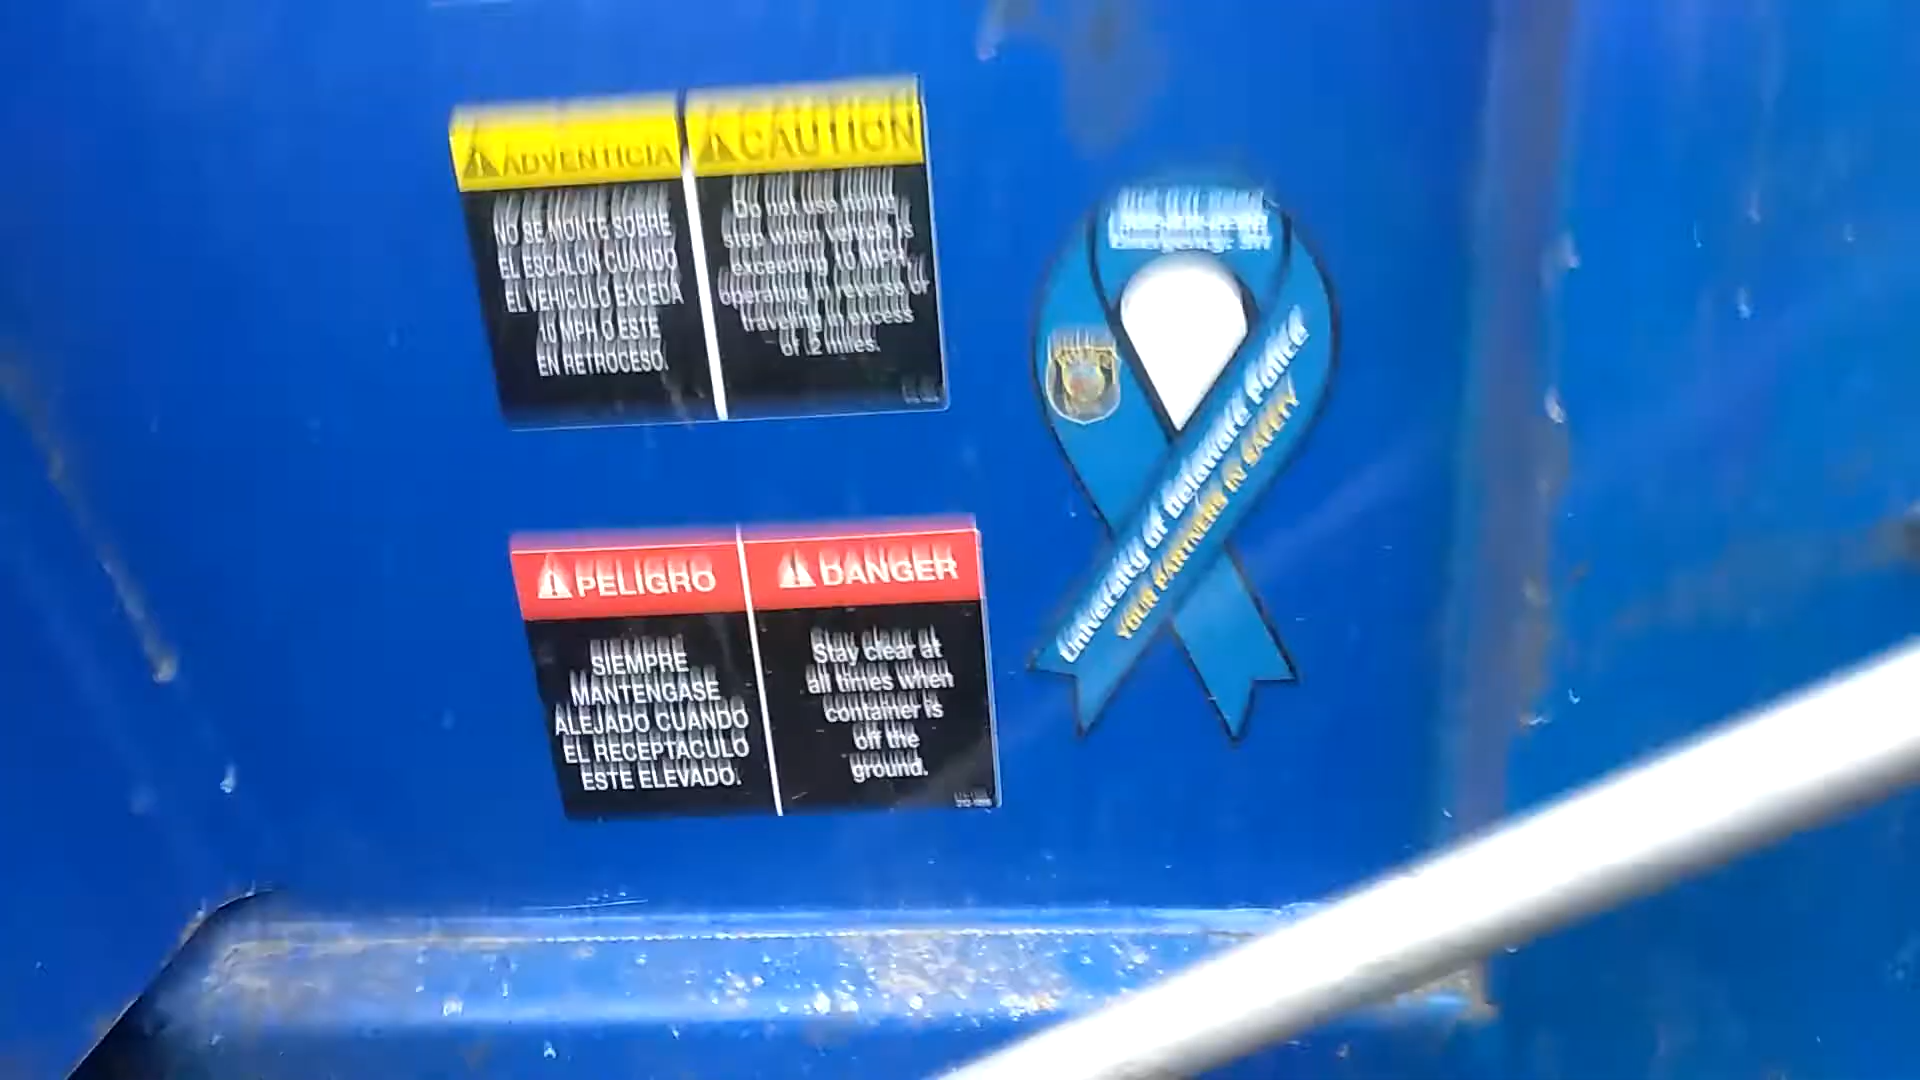 ADVENTICIA
NO SE MONTE SOBRE
EL ESCALON CUANDO
EL VEHICULO EXCEDA
10 MPH O ESTE
EN RETROCESO.
CAUTION
Do not use riding
step when vehicle is
exceeding 10 MPH,
operating in reverse or
traveling in excess
of .2 miles.
Emergency: 911
POLICE
University of Delaware Police
YOUR PARTNERS IN SAFETY
PELIGRO
SIEMPRE
MANTENGASE
ALEJADO CUANDO
EL RECEPTACULO
ESTE ELEVADO.
DANGER
Stay clear at
all times when
container is
off the
ground.